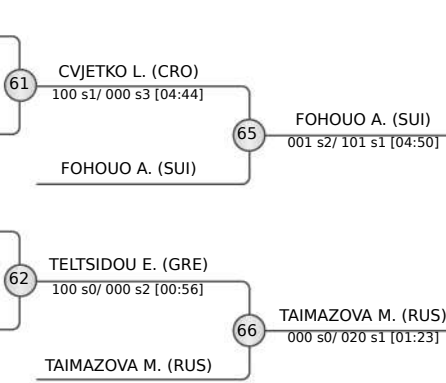 61
CVJETKO L. (CRO)
100 s1/ 000 s3 [04:44]
65
FOHOUO A. (SUI)
001 s2/ 101 s1 [04:50]
FOHOUO A. (SUI)
62
TELTSIDOU E. (GRE)
100 s0/ 000 s2 [00:56]
66
TAIMAZOVA M. (RUS)
000 s0/ 020 s1 [01:23]
TAIMAZOVA M. (RUS)